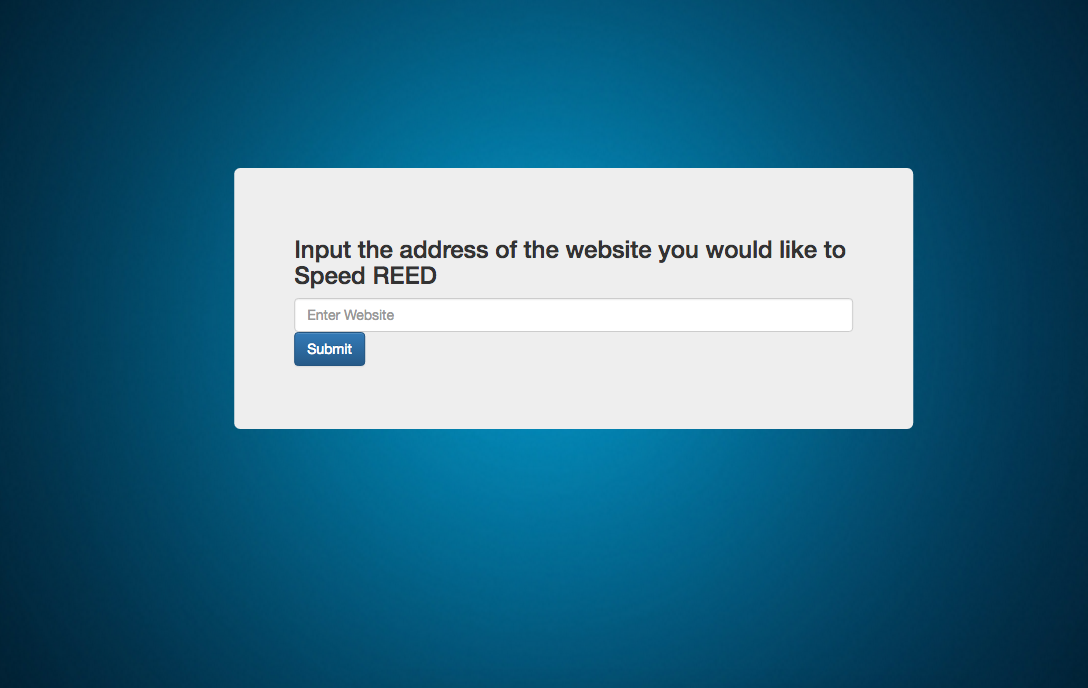 Input the address of the website you would like to
Speed REED
Enter Website
Submit